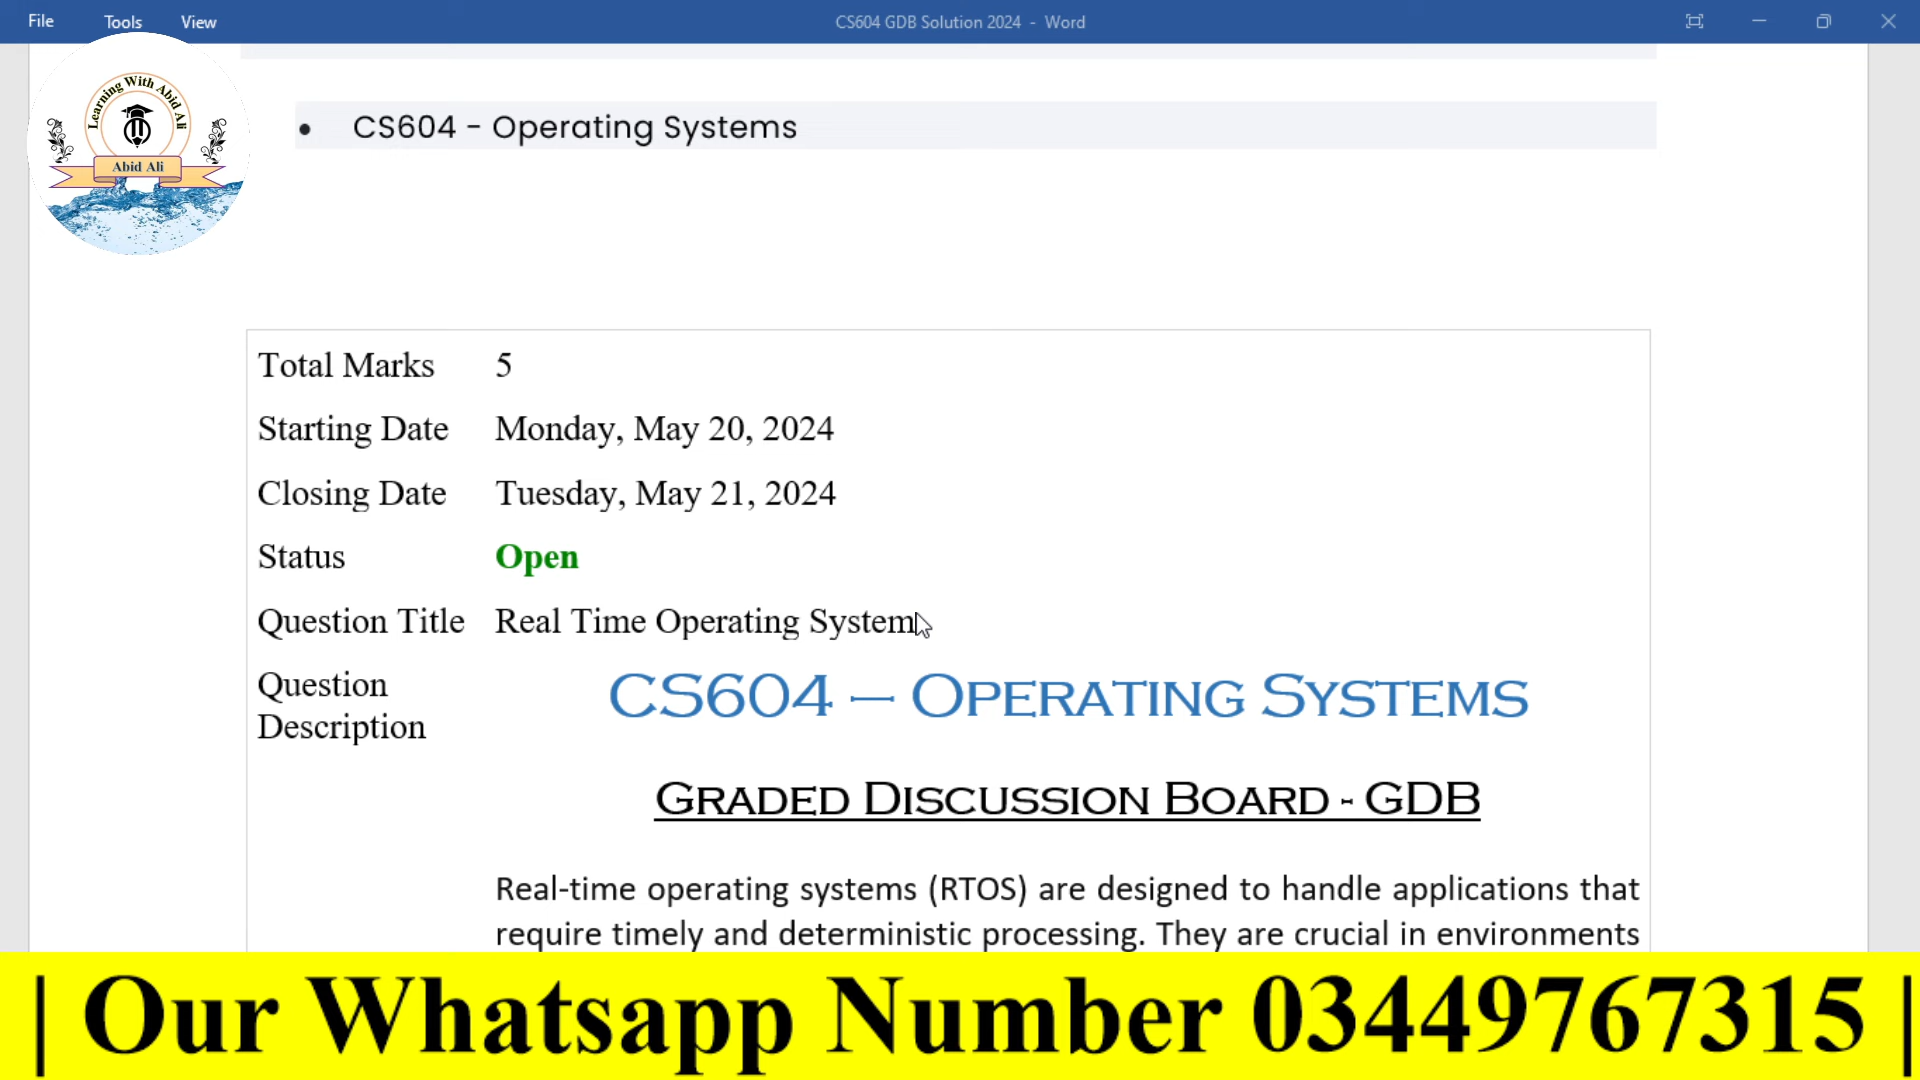 File Tools View CS604 GDB Solution 2024 - Word
Learning With Abid Ali
Abid Ali
• CS604 - Operating Systems
Total Marks 5
Starting Date Monday, May 20, 2024
Closing Date Tuesday, May 21, 2024
Status Open
Question Title Real Time Operating System
Question Description CS604 – Operating Systems
Graded Discussion Board - GDB
Real-time operating systems (RTOS) are designed to handle applications that
require timely and deterministic processing. They are crucial in environments
| Our Whatsapp Number 03449767315 |